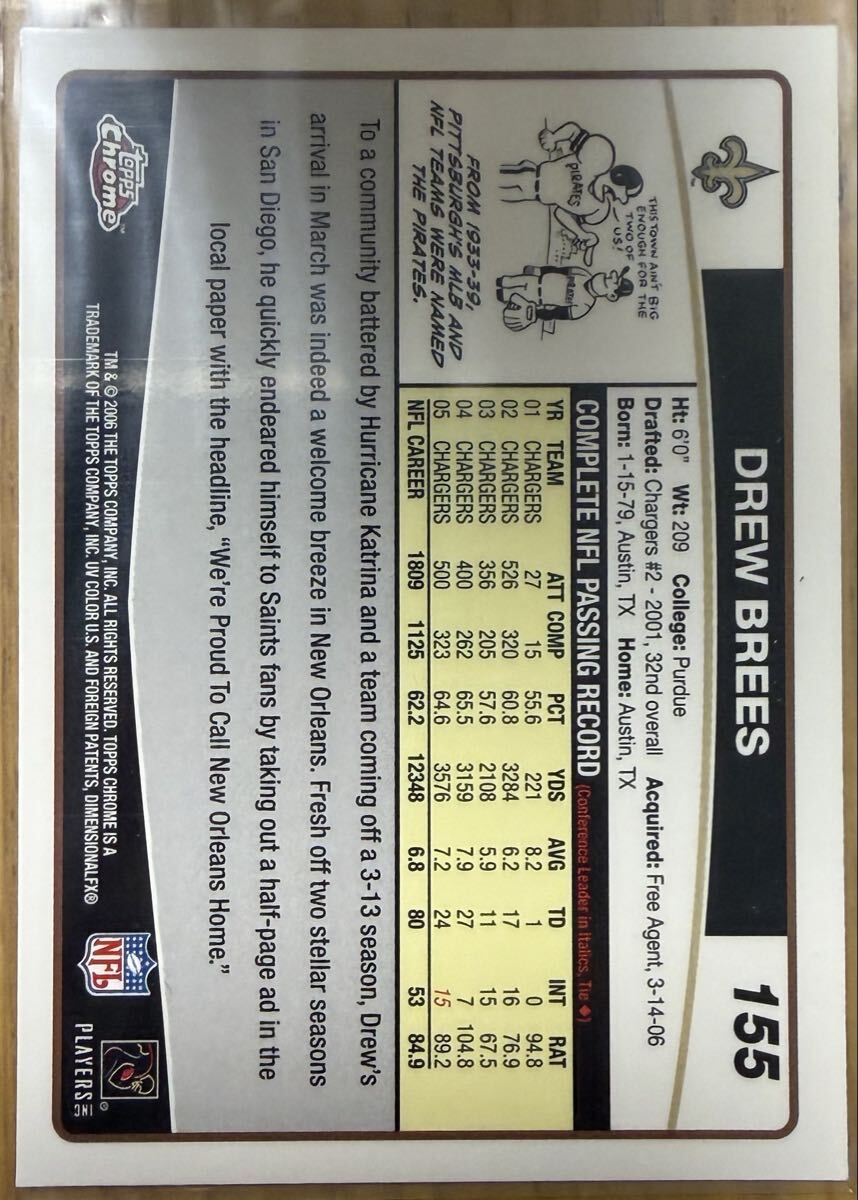 DREW BREES
155
Ht: 6'0" Wt: 209 College: Purdue
Drafted: Chargers #2 - 2001, 32nd overall Acquired: Free Agent, 3-14-06
Born: 1-15-79, Austin, TX Home: Austin, TX
THIS TOWN AIN'T BIG
ENOUGH FOR THE
TWO OF
US!
PIRATES
PIRATES
FROM 1933-39,
PITTSBURGH'S MLB AND
NFL TEAMS WERE NAMED
THE PIRATES.
COMPLETE NFL PASSING RECORD (Conference Leader in Italics, Tie ♦)
YR TEAM ATT COMP PCT YDS AVG TD INT RAT
01 CHARGERS 27 15 55.6 221 8.2 1 0 94.8
02 CHARGERS 526 320 60.8 3284 6.2 17 16 76.9
03 CHARGERS 356 205 57.6 2108 5.9 11 15 67.5
04 CHARGERS 400 262 65.5 3159 7.9 27 7 104.8
05 CHARGERS 500 323 64.6 3576 7.2 24 15 89.2
NFL CAREER 1809 1125 62.2 12348 6.8 80 53 84.9
To a community battered by Hurricane Katrina and a team coming off a 3-13 season, Drew's
arrival in March was indeed a welcome breeze in New Orleans. Fresh off two stellar seasons
in San Diego, he quickly endeared himself to Saints fans by taking out a half-page ad in the
local paper with the headline, "We're Proud To Call New Orleans Home."
Topps
Chrome™
TM & © 2006 THE TOPPS COMPANY, INC. ALL RIGHTS RESERVED. TOPPS CHROME IS A
TRADEMARK OF THE TOPPS COMPANY, INC. UV COLOR U.S. AND FOREIGN PATENTS, DIMENSIONALFX®
NFL
PLAYERS INC ®